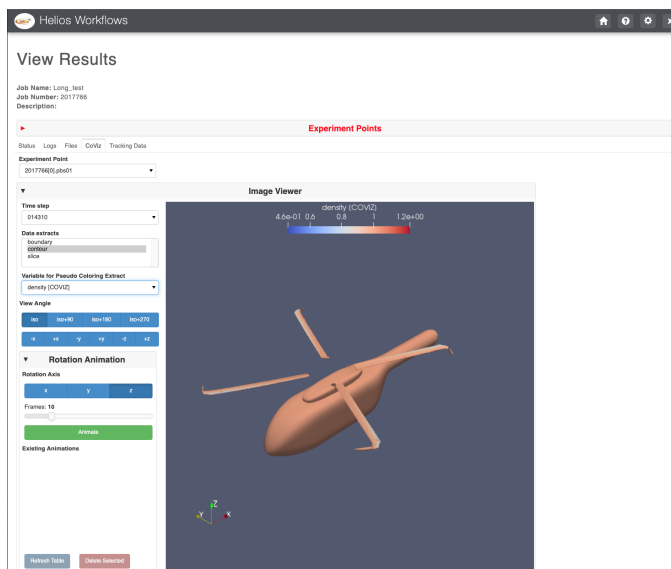 Helios Workflows
View Results
Job Name: Long_test
Job Number: 2017766
Description:
Experiment Points
Status Logs Files CoViz Tracking Data
Experiment Point
2017766[0].pbs01
Image Viewer
Time step
014310
Data extracts
boundary
contour
slice
Variable for Pseudo Coloring Extract
density (COVIZ)
View Angle
iso iso+90 iso+180 iso+270
-x +x -y +y -z +z
Rotation Animation
Rotation Axis
x y z
Frames: 10
Animate
Existing Animations
Refresh Table Delete Selected
density (COVIZ)
4.6e-01 0.6 0.8 1 1.2e+00
Z
Y X